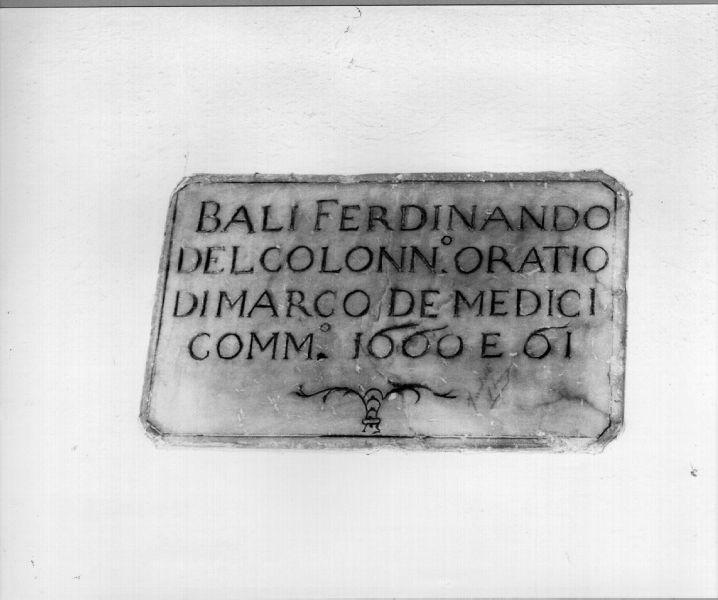 BALI FERDINANDO
DEL COLONN.º ORATIO
DI MARCO DE MEDICI
COMM.º 1660 E 61